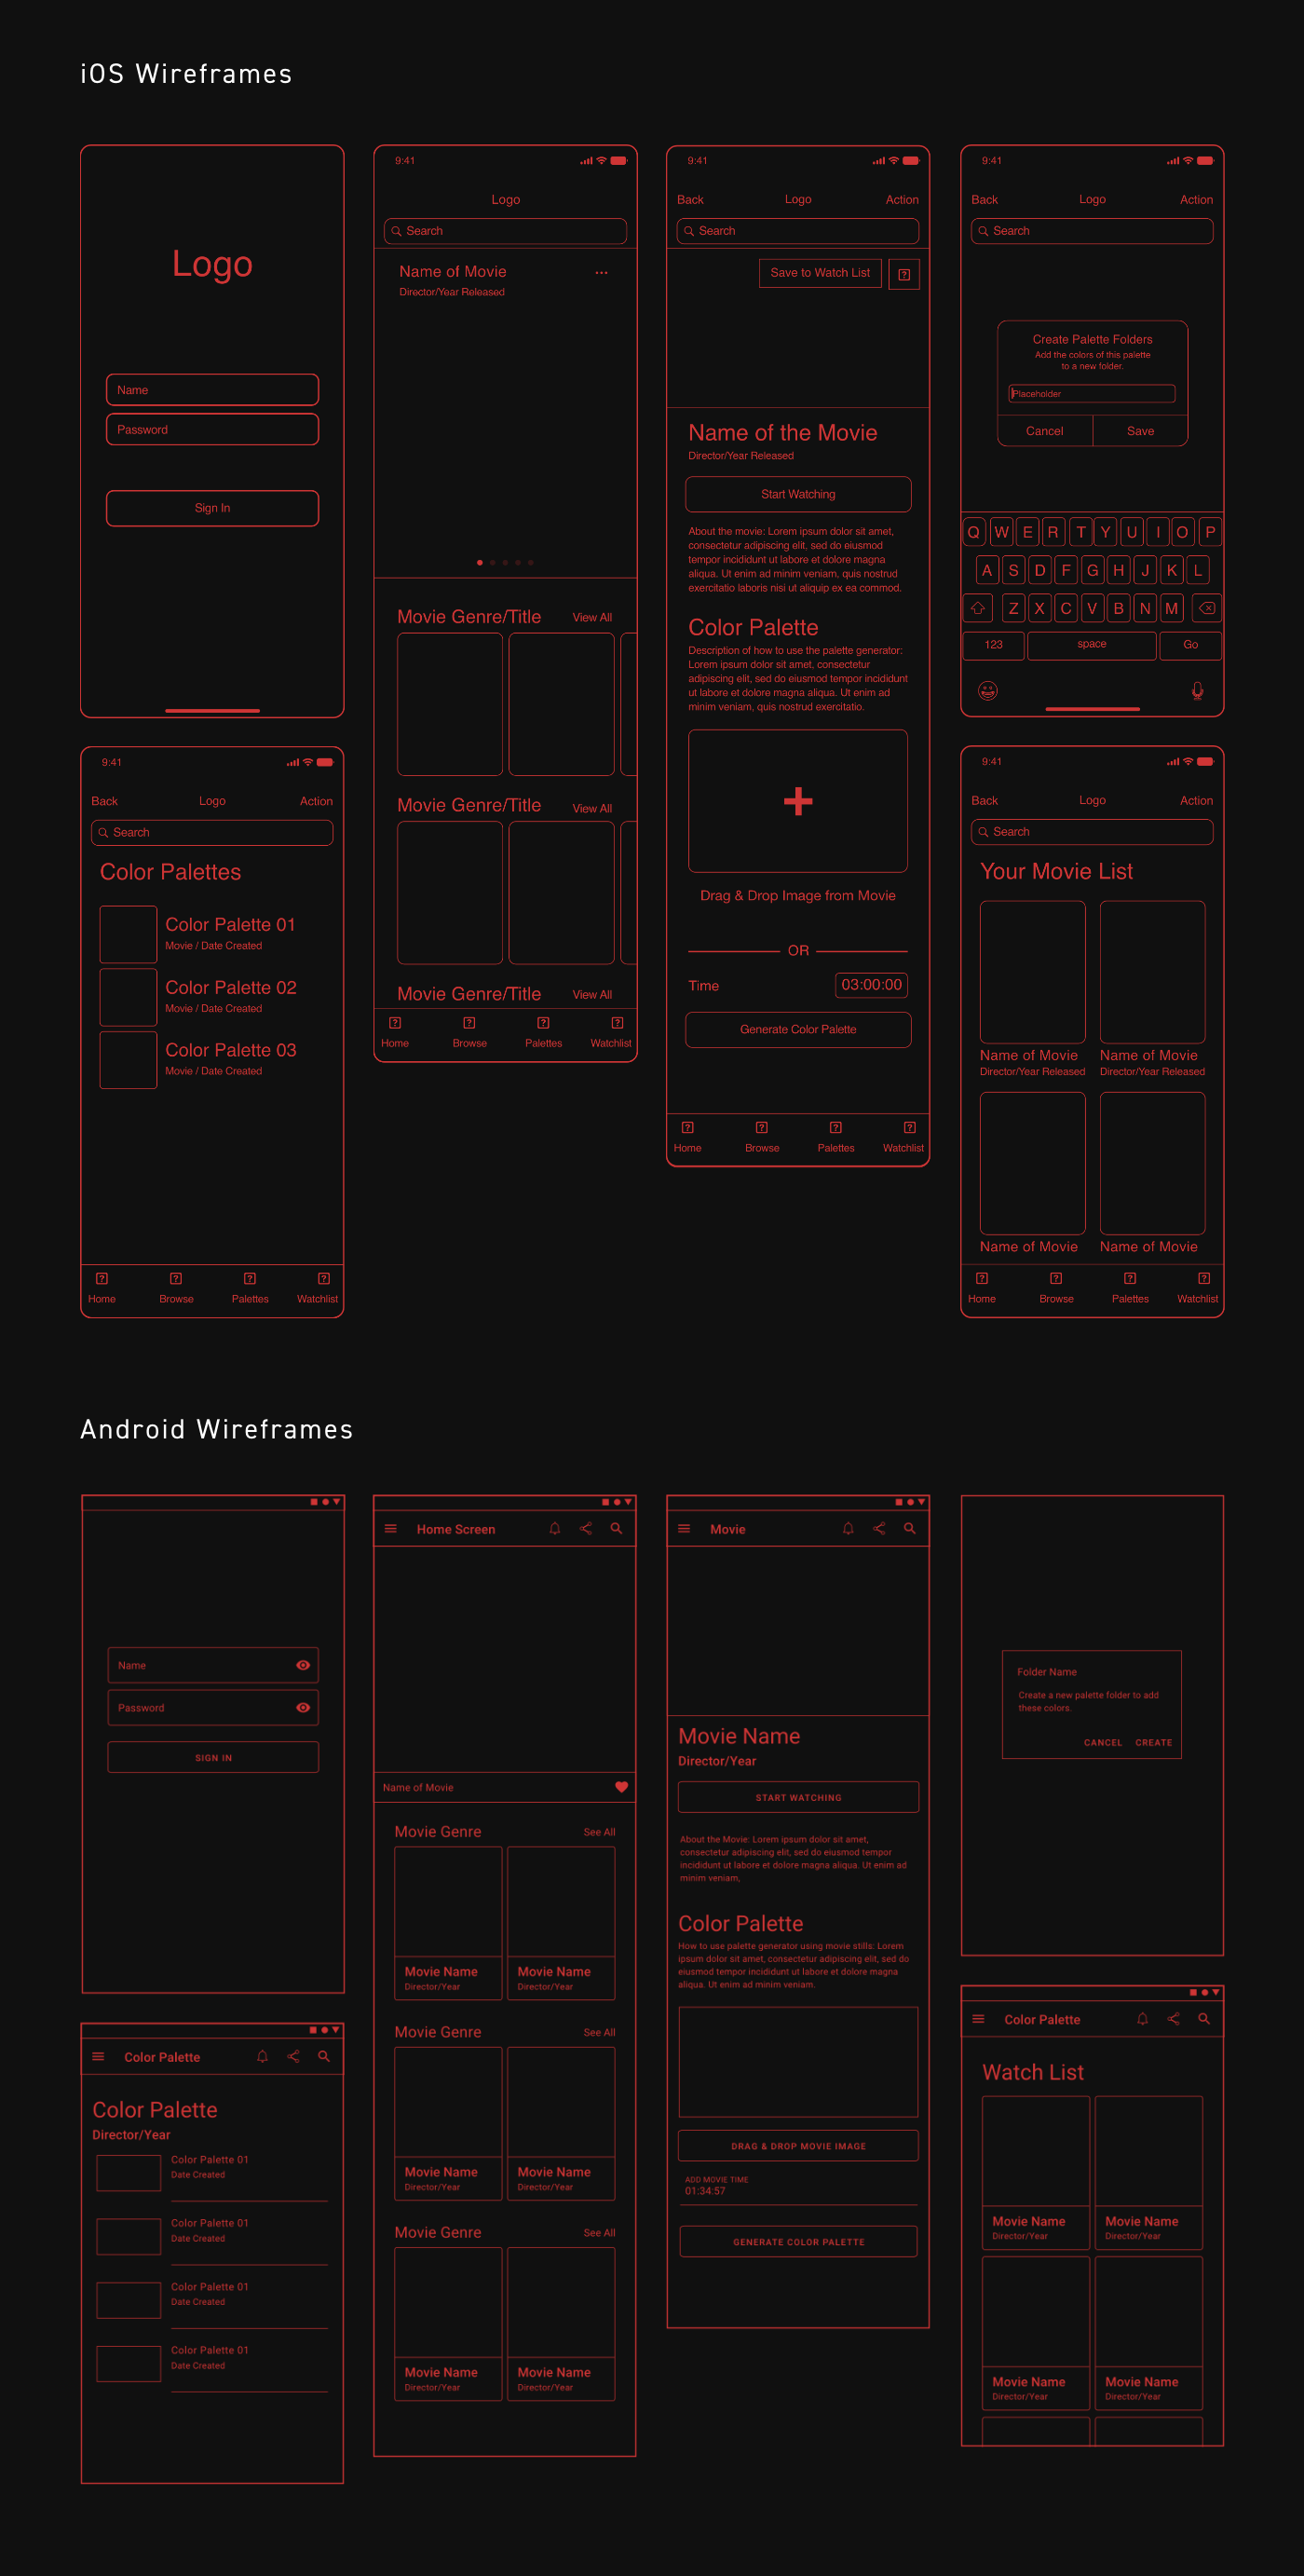 iOS Wireframes
Logo
Name
Password
Sign In
9:41
Logo
Search
Name of Movie
Director/Year Released
Movie Genre/Title View All
Movie Genre/Title View All
Movie Genre/Title View All
Home Browse Palettes Watchlist
9:41
Back Logo Action
Search
Save to Watch List
Name of the Movie
Director/Year Released
Start Watching
About the movie: Lorem ipsum dolor sit amet,
consectetur adipiscing elit, sed do eiusmod
tempor incididunt ut labore et dolore magna
aliqua. Ut enim ad minim veniam, quis nostrud
exercitatio laboris nisi ut aliquip ex ea commod.
Color Palette
Description of how to use the palette generator:
Lorem ipsum dolor sit amet, consectetur
adipiscing elit, sed do eiusmod tempor incididunt
ut labore et dolore magna aliqua. Ut enim ad
minim veniam, quis nostrud exercitatio.
Drag & Drop Image from Movie
OR
Time 03:00:00
Generate Color Palette
Home Browse Palettes Watchlist
9:41
Back Logo Action
Search
Create Palette Folders
Add the colors of this palette
to a new folder.
Placeholder
Cancel Save
Q W E R T Y U I O P
A S D F G H J K L
Z X C V B N M
123 space Go
9:41
Back Logo Action
Search
Color Palettes
Color Palette 01
Movie / Date Created
Color Palette 02
Movie / Date Created
Color Palette 03
Movie / Date Created
Home Browse Palettes Watchlist
9:41
Back Logo Action
Search
Your Movie List
Name of Movie Name of Movie
Director/Year Released Director/Year Released
Name of Movie Name of Movie
Home Browse Palettes Watchlist
Android Wireframes
Name
Password
SIGN IN
Home Screen
Name of Movie
Movie Genre See All
Movie Name Movie Name
Director/Year Director/Year
Movie Genre See All
Movie Name Movie Name
Director/Year Director/Year
Movie Genre See All
Movie Name Movie Name
Director/Year Director/Year
Movie
Movie Name
Director/Year
START WATCHING
About the Movie: Lorem ipsum dolor sit amet,
consectetur adipiscing elit, sed do eiusmod tempor
incididunt ut labore et dolore magna aliqua. Ut enim ad
minim veniam,
Color Palette
How to use palette generator using movie stills: Lorem
ipsum dolor sit amet, consectetur adipiscing elit, sed do
eiusmod tempor incididunt ut labore et dolore magna
aliqua. Ut enim ad minim veniam.
DRAG & DROP MOVIE IMAGE
ADD MOVIE TIME
01:34:57
GENERATE COLOR PALETTE
Folder Name
Create a new palette folder to add
these colors.
CANCEL CREATE
Color Palette
Color Palette
Director/Year
Color Palette 01
Date Created
Color Palette 01
Date Created
Color Palette 01
Date Created
Color Palette 01
Date Created
Color Palette
Watch List
Movie Name Movie Name
Director/Year Director/Year
Movie Name Movie Name
Director/Year Director/Year